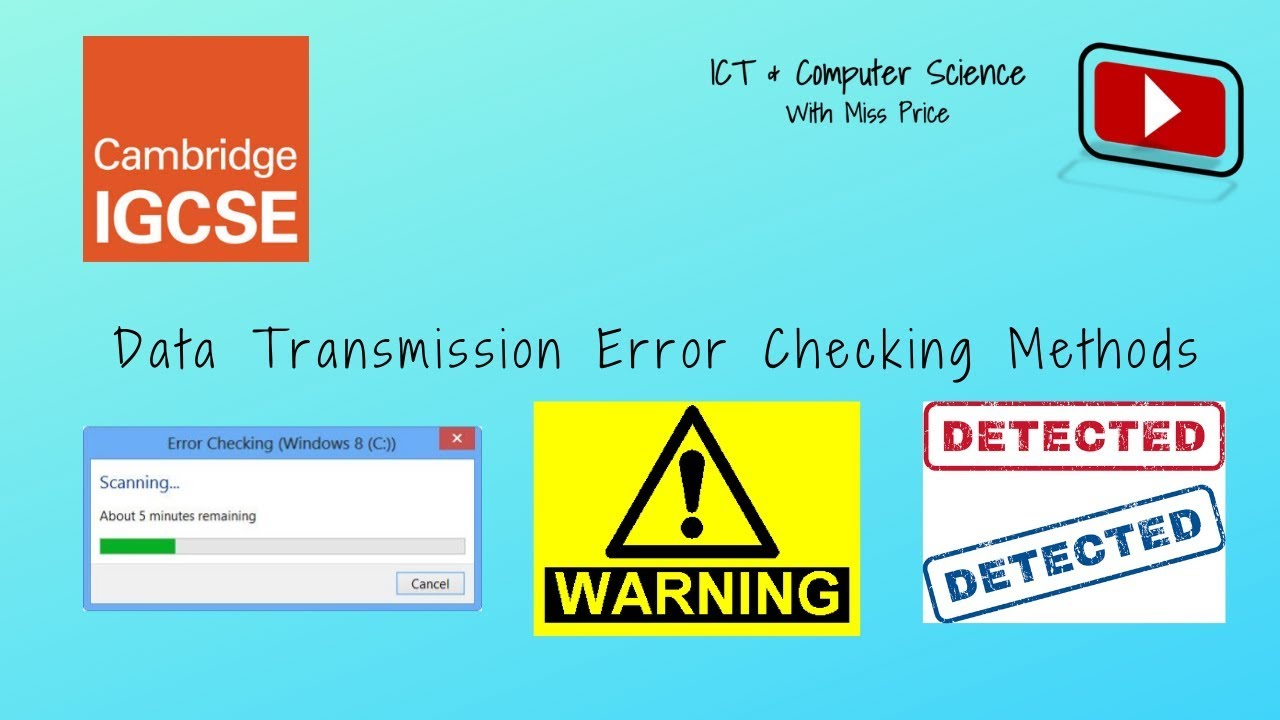 Cambridge
IGCSE
ICT & Computer Science
With Miss Price
Data Transmission Error Checking Methods
Error Checking (Windows 8 (C:))
Scanning...
About 5 minutes remaining
Cancel
WARNING
DETECTED
DETECTED